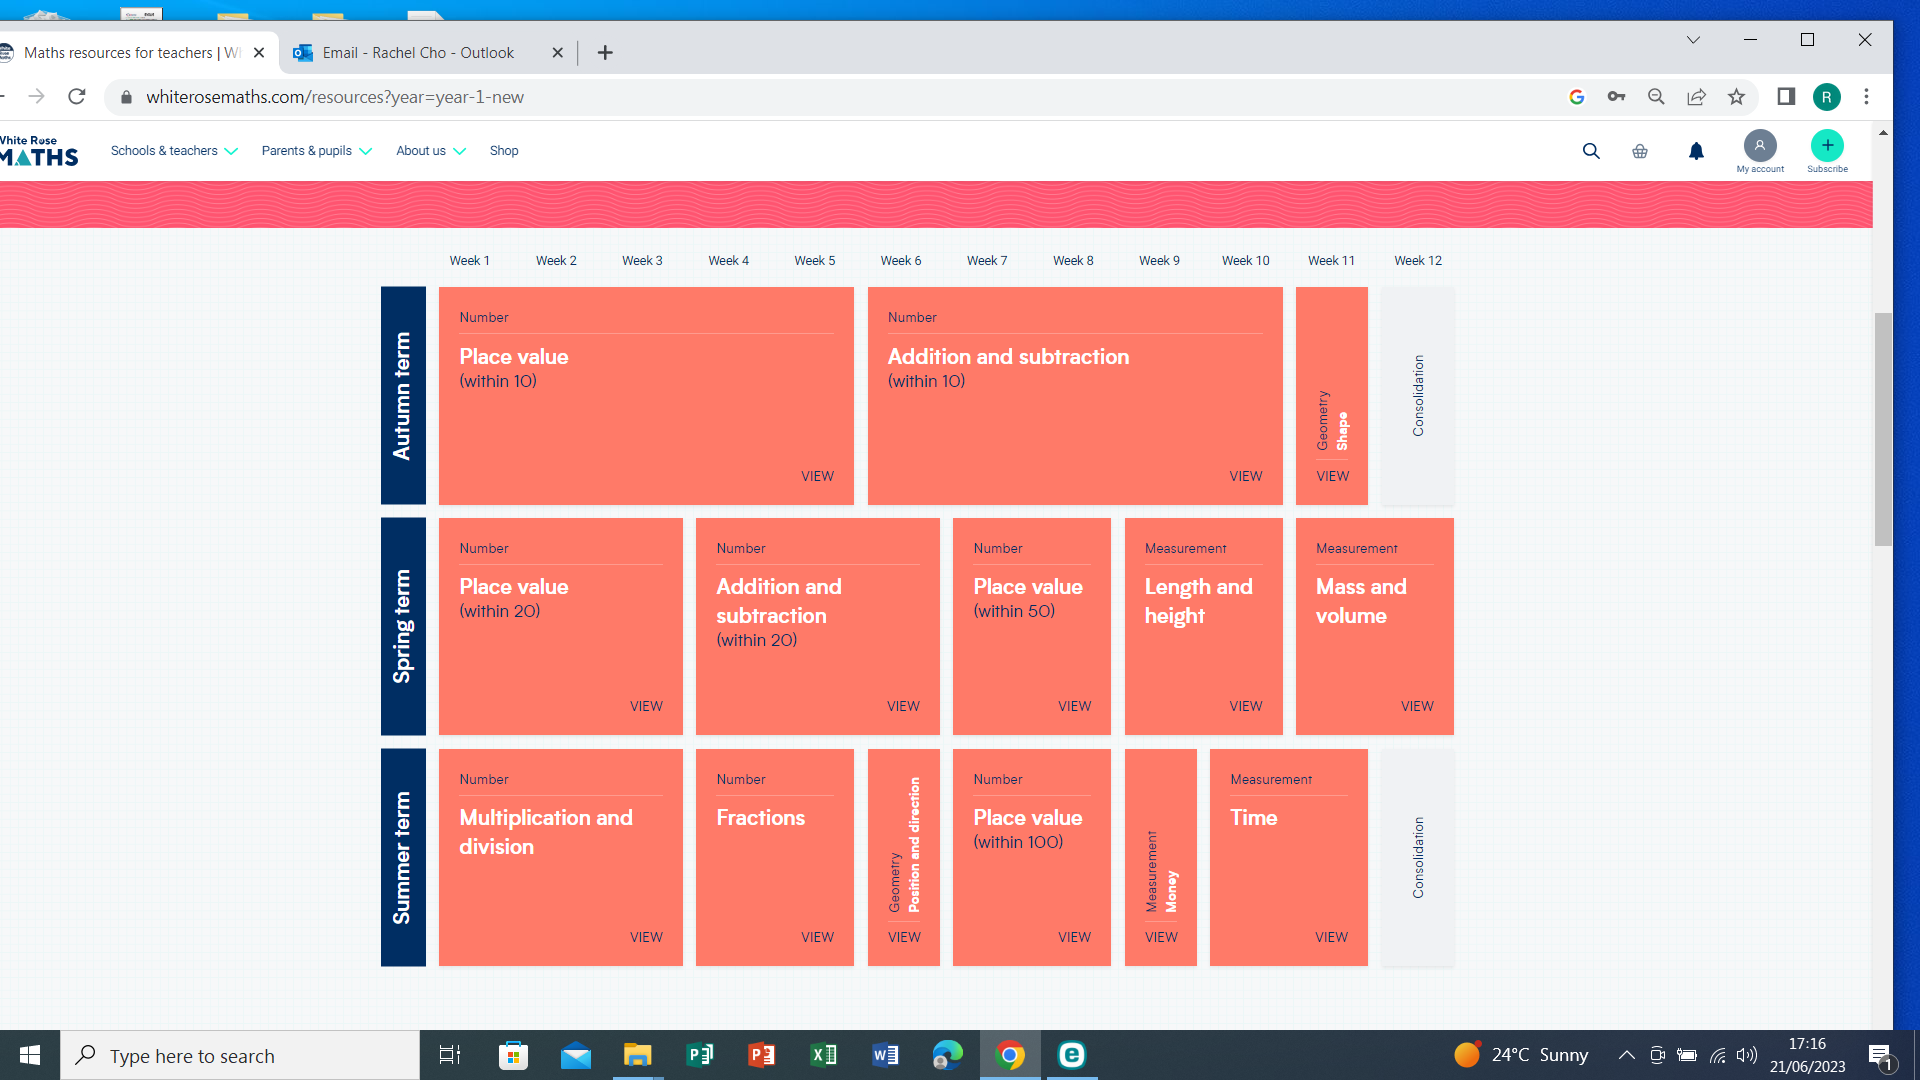 Maths resources for teachers | W
Email - Rachel Cho - Outlook
whiterosemaths.com/resources?year=year-1-new
R
White Rose
MATHS
Schools & teachers
Parents & pupils
About us
Shop
My account
Subscribe
Week 1
Week 2
Week 3
Week 4
Week 5
Week 6
Week 7
Week 8
Week 9
Week 10
Week 11
Week 12
Autumn term
Number
Place value
(within 10)
VIEW
Number
Addition and subtraction
(within 10)
VIEW
Geometry
Shape
VIEW
Consolidation
Spring term
Number
Place value
(within 20)
VIEW
Number
Addition and
subtraction
(within 20)
VIEW
Number
Place value
(within 50)
VIEW
Measurement
Length and
height
VIEW
Measurement
Mass and
volume
VIEW
Summer term
Number
Multiplication and
division
VIEW
Number
Fractions
VIEW
Geometry
Position and direction
VIEW
Number
Place value
(within 100)
VIEW
Measurement
Money
VIEW
Measurement
Time
VIEW
Consolidation
Type here to search
24°C Sunny
17:16
21/06/2023
1